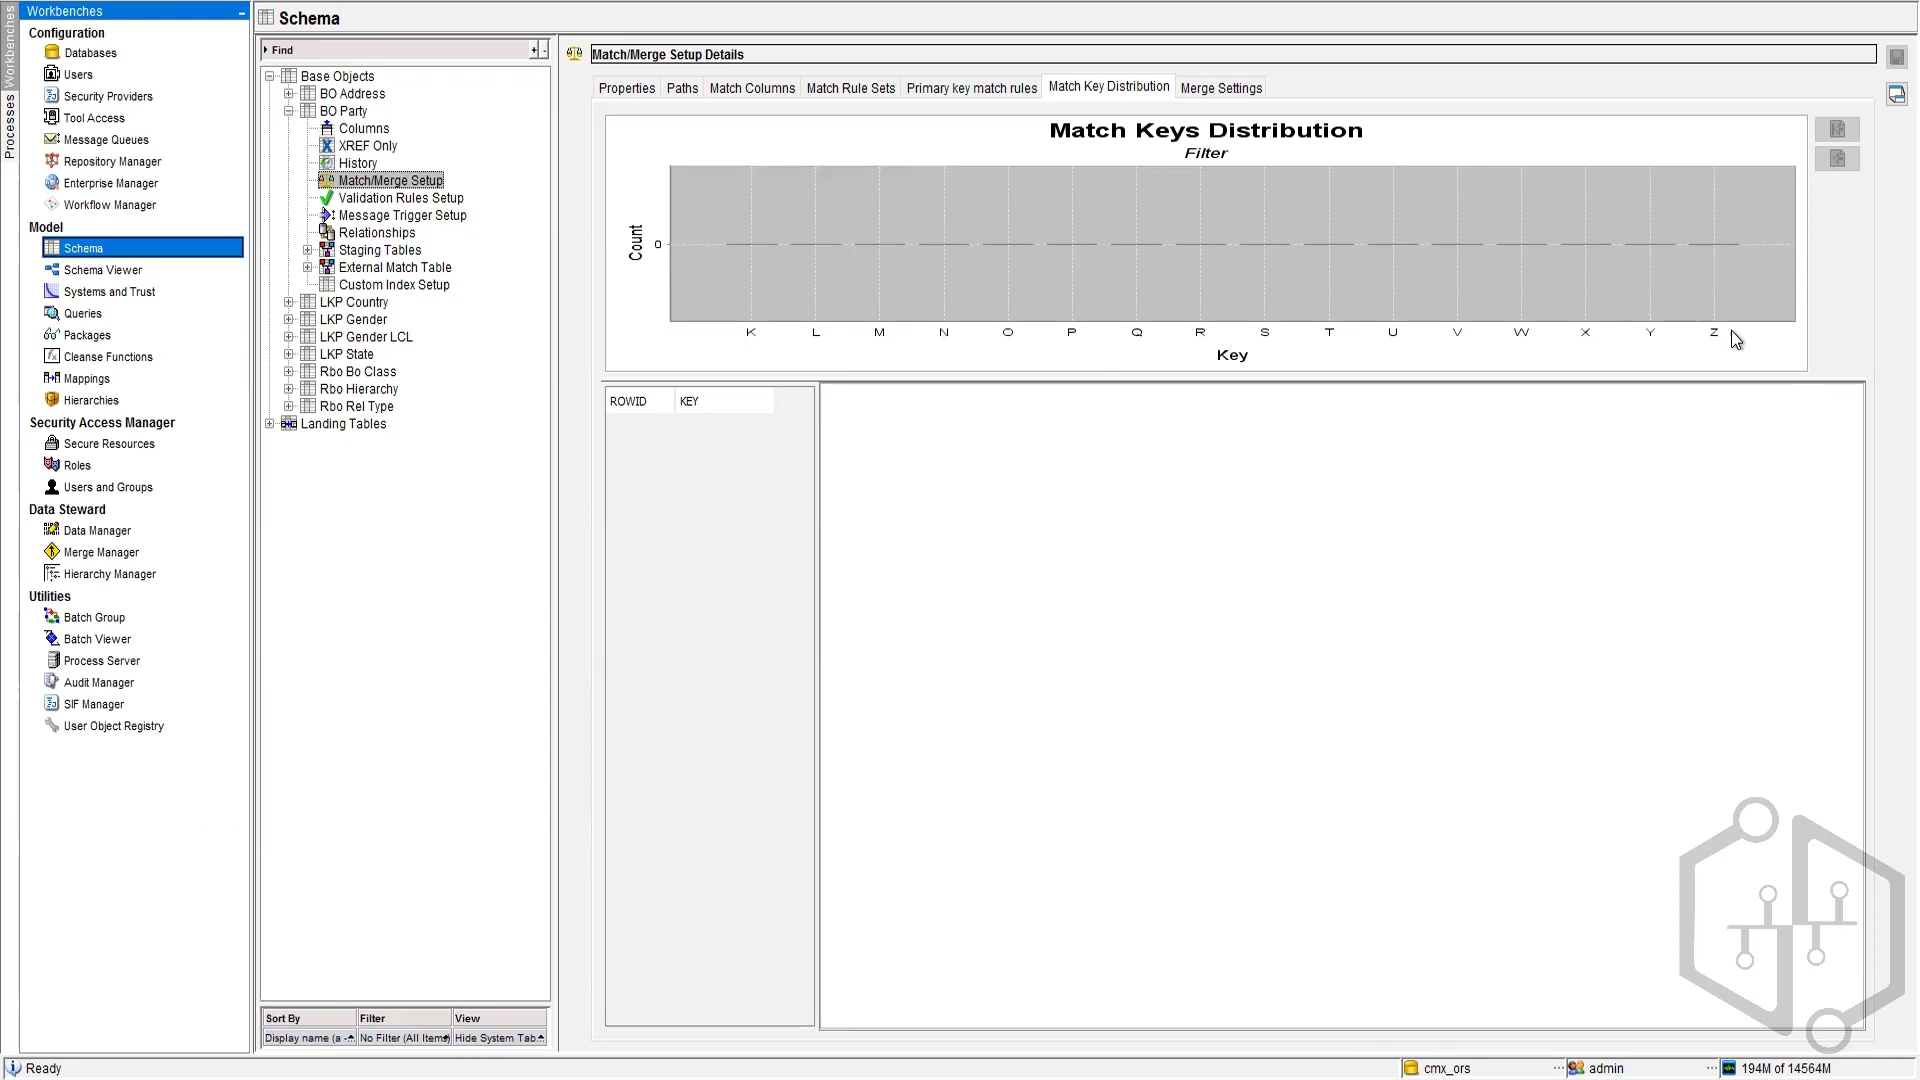 Workbenches
Processes
Workbenches
Configuration
Databases
Users
Security Providers
Tool Access
Message Queues
Repository Manager
Enterprise Manager
Workflow Manager
Model
Schema
Schema Viewer
Systems and Trust
Queries
Packages
Cleanse Functions
Mappings
Hierarchies
Security Access Manager
Secure Resources
Roles
Users and Groups
Data Steward
Data Manager
Merge Manager
Hierarchy Manager
Utilities
Batch Group
Batch Viewer
Process Server
Audit Manager
SIF Manager
User Object Registry
Schema
Find + -
Base Objects
BO Address
BO Party
Columns
XREF Only
History
Match/Merge Setup
Validation Rules Setup
Message Trigger Setup
Relationships
Staging Tables
External Match Table
Custom Index Setup
LKP Country
LKP Gender
LKP Gender LCL
LKP State
Rbo Bo Class
Rbo Hierarchy
Rbo Rel Type
Landing Tables
Sort By Filter View
Display name (a - No Filter (All Items) Hide System Tab...
Match/Merge Setup Details
Properties Paths Match Columns Match Rule Sets Primary key match rules Match Key Distribution Merge Settings
Match Keys Distribution
Filter
Count
0
K L M N O P Q R S T U V W X Y Z
Key
ROWID KEY
Ready cmx_ors ... admin ... 194M of 14564M